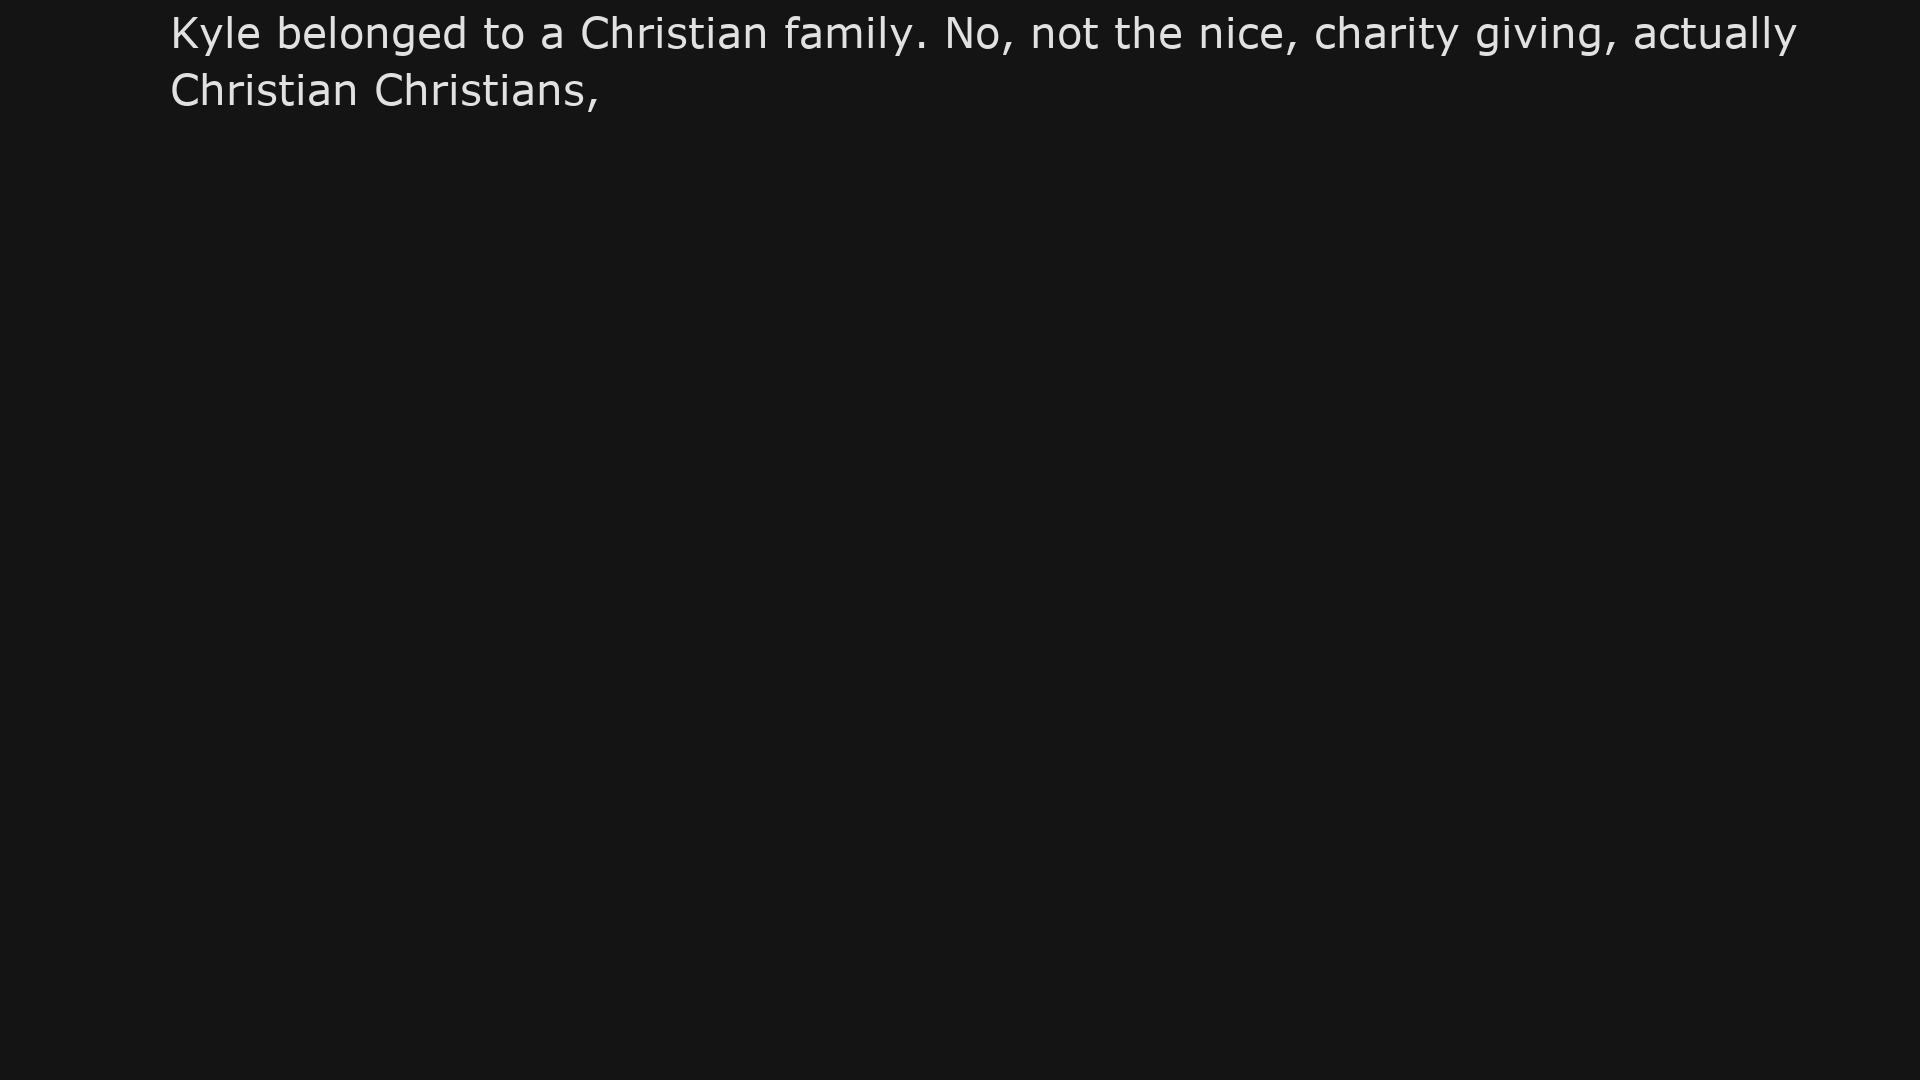 Kyle belonged to a Christian family. No, not the nice, charity giving, actually
Christian Christians,